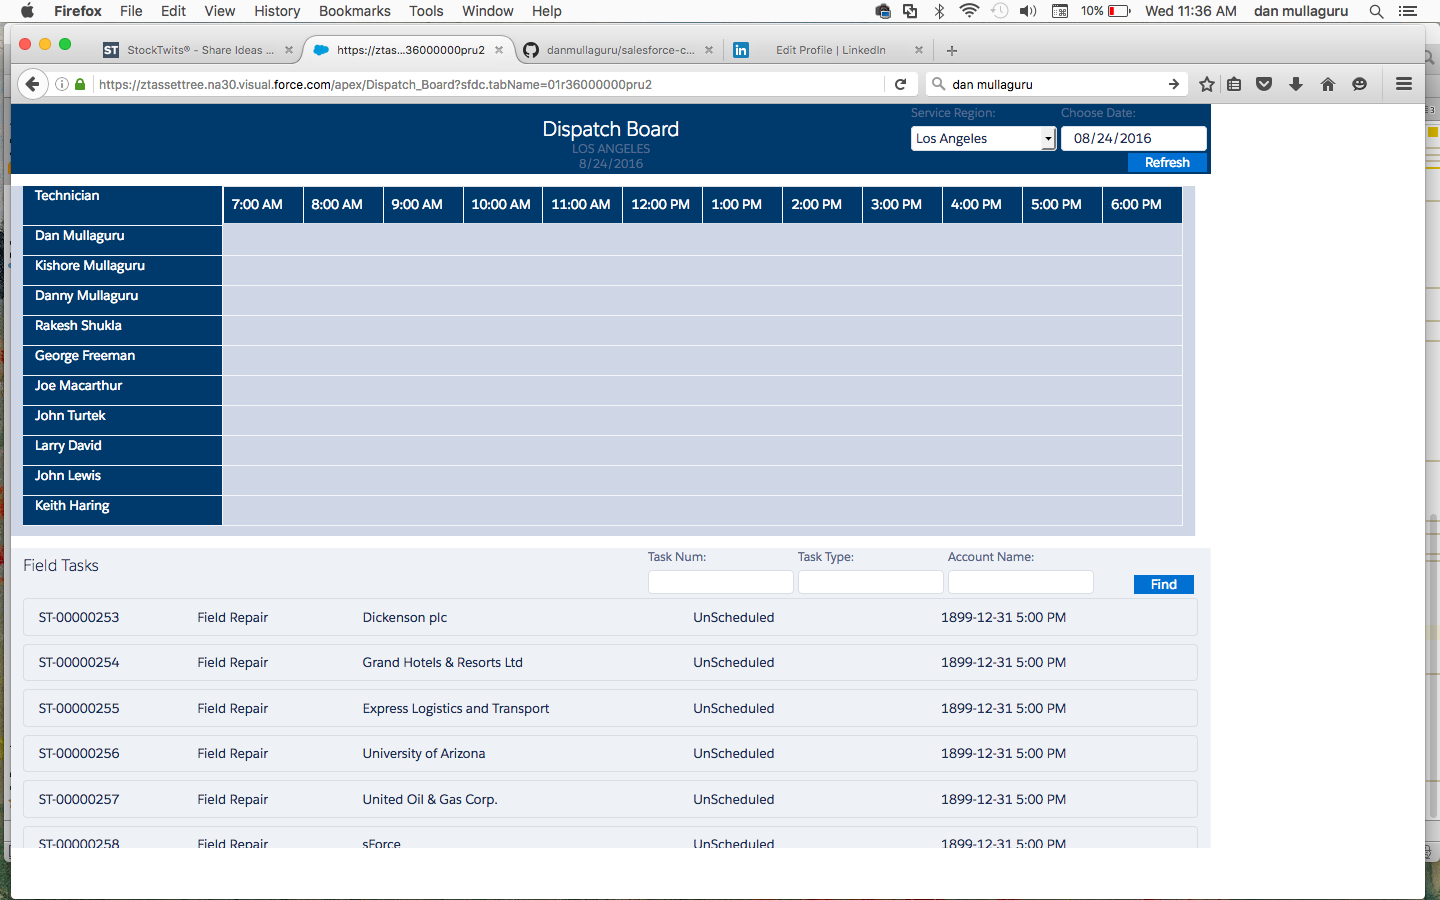 Firefox File Edit View History Bookmarks Tools Window Help 10% Wed 11:36 AM dan mullaguru
ST StockTwits® - Share Ideas ... https://ztas...36000000pru2 danmullaguru/salesforce-c... in Edit Profile | LinkedIn
https://ztassettree.na30.visual.force.com/apex/Dispatch_Board?sfdc.tabName=01r36000000pru2 dan mullaguru
Service Region: Choose Date:
Dispatch Board
Los Angeles 08/24/2016
LOS ANGELES
8/24/2016
Refresh
Technician 7:00 AM 8:00 AM 9:00 AM 10:00 AM 11:00 AM 12:00 PM 1:00 PM 2:00 PM 3:00 PM 4:00 PM 5:00 PM 6:00 PM
Dan Mullaguru
Kishore Mullaguru
Danny Mullaguru
Rakesh Shukla
George Freeman
Joe Macarthur
John Turtek
Larry David
John Lewis
Keith Haring
Field Tasks Task Num: Task Type: Account Name:
Find
ST-00000253 Field Repair Dickenson plc UnScheduled 1899-12-31 5:00 PM
ST-00000254 Field Repair Grand Hotels & Resorts Ltd UnScheduled 1899-12-31 5:00 PM
ST-00000255 Field Repair Express Logistics and Transport UnScheduled 1899-12-31 5:00 PM
ST-00000256 Field Repair University of Arizona UnScheduled 1899-12-31 5:00 PM
ST-00000257 Field Repair United Oil & Gas Corp. UnScheduled 1899-12-31 5:00 PM
ST-00000258 Field Repair sForce UnScheduled 1899-12-31 5:00 PM